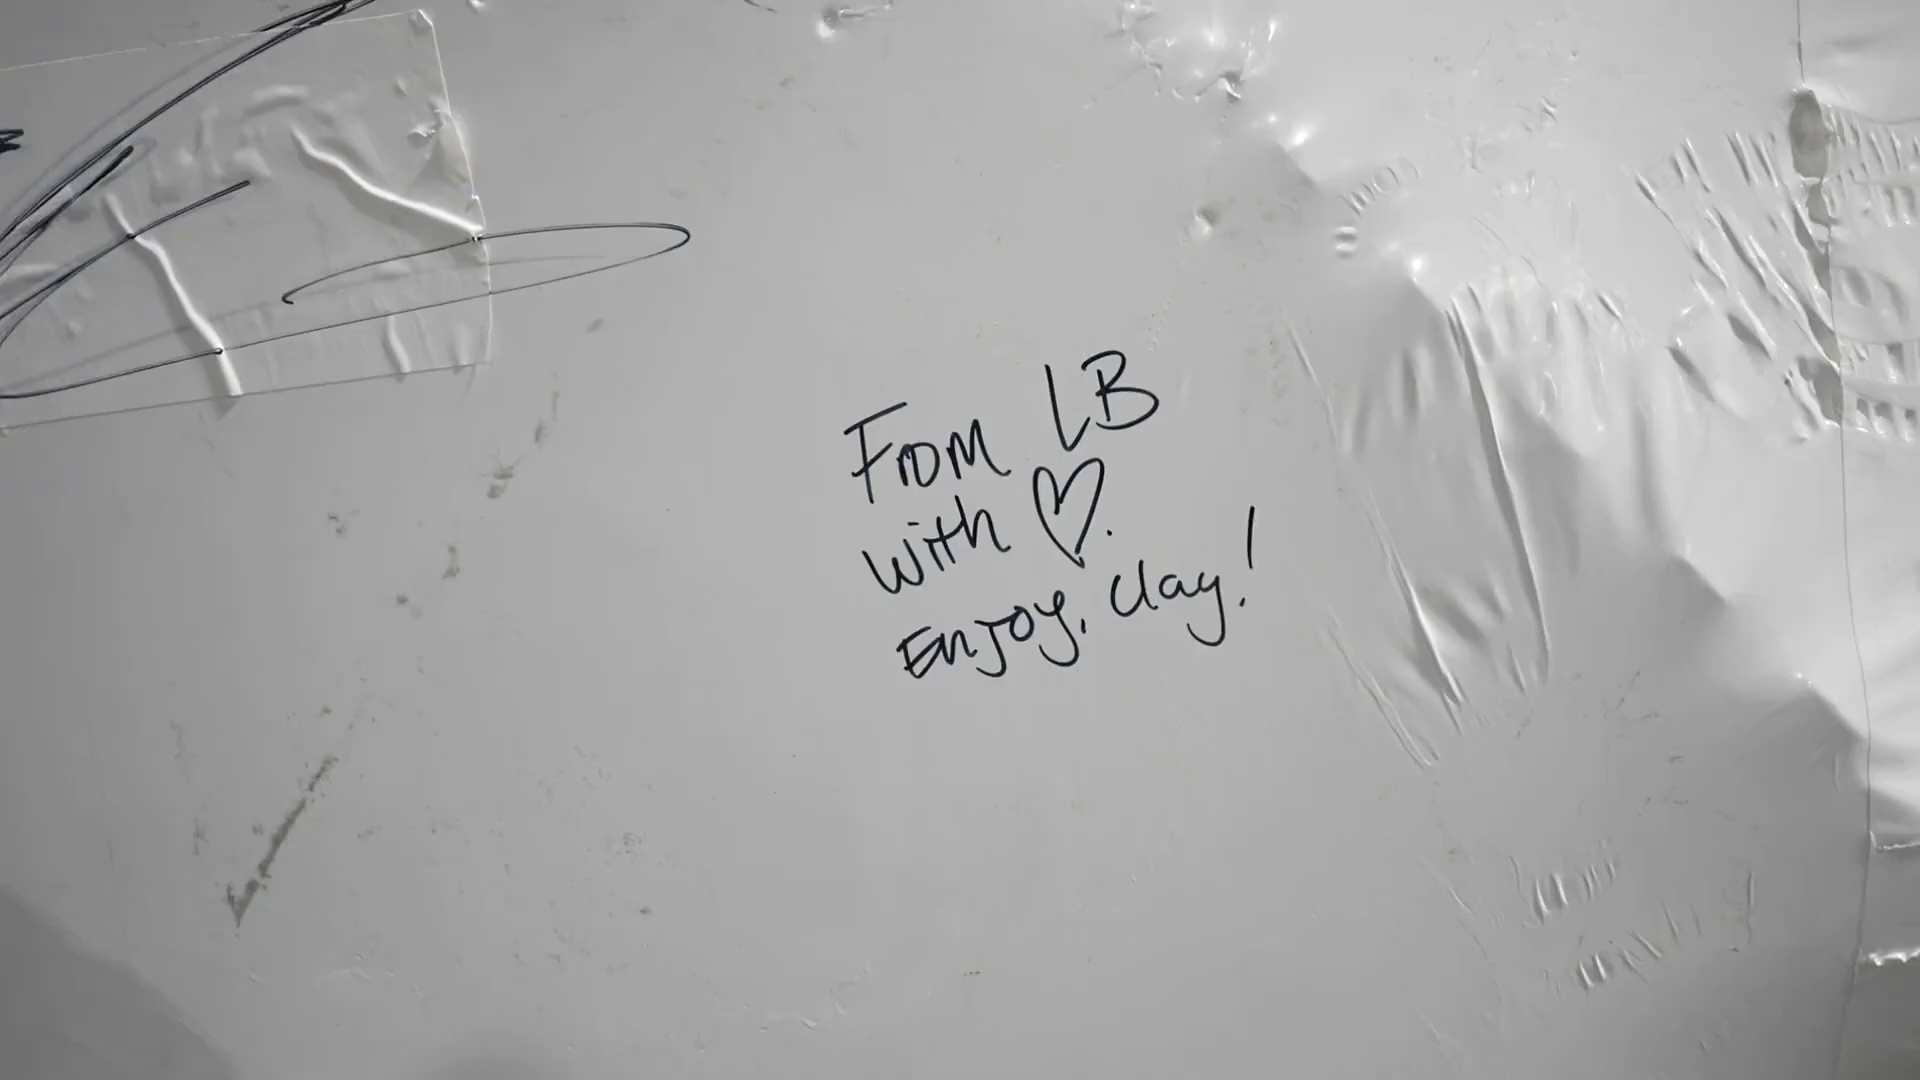 From LB
with ♡.
Enjoy, Clay!